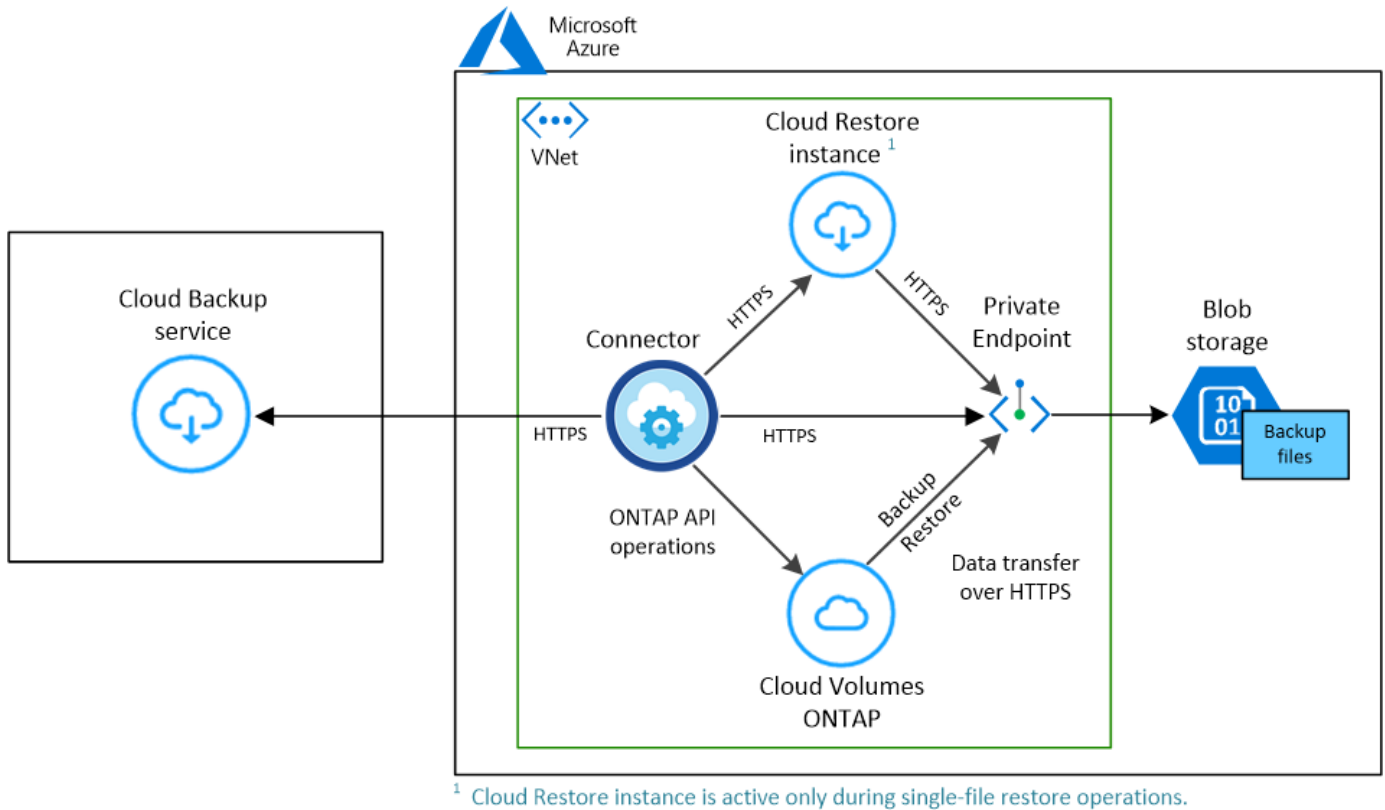 Microsoft
Azure
VNet
Cloud Restore
instance 1
Cloud Backup
service
HTTPS
HTTPS
Connector
Private
Endpoint
Blob
storage
HTTPS
HTTPS
10
01
Backup
files
ONTAP API
operations
Backup
Restore
Data transfer
over HTTPS
Cloud Volumes
ONTAP
1 Cloud Restore instance is active only during single-file restore operations.